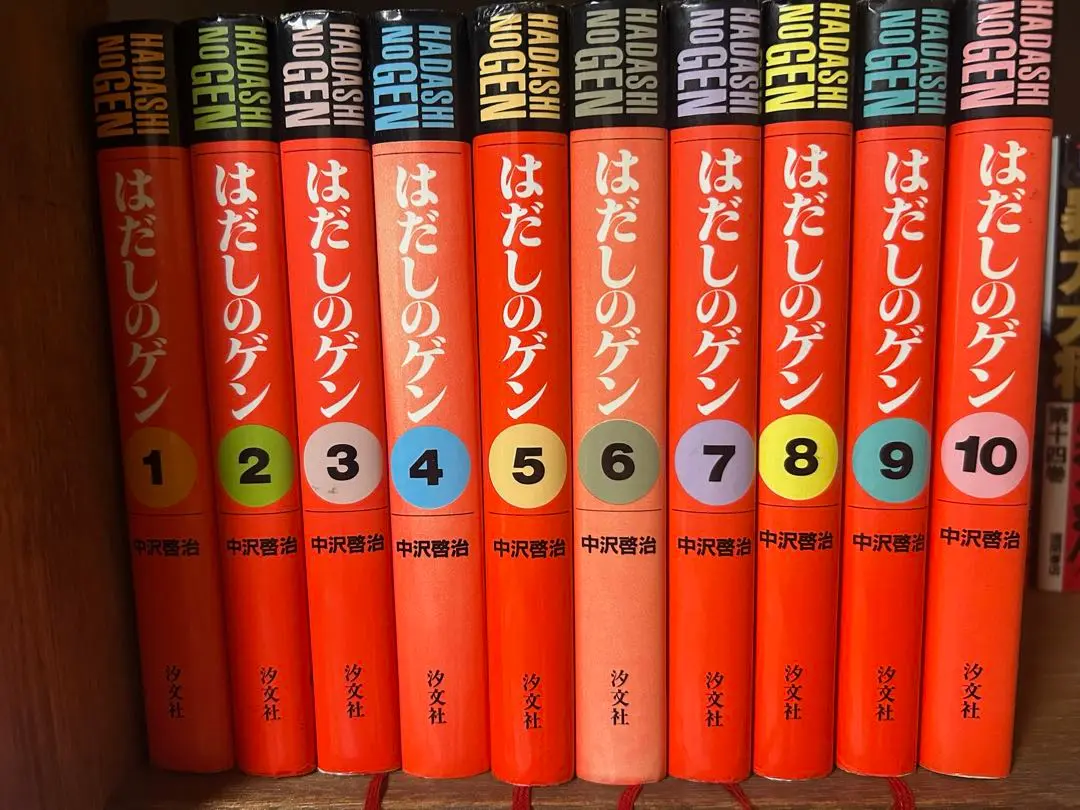 HADASHI
NO GEN
はだしのゲン
1
中沢啓治
汐文社
HADASHI
NO GEN
はだしのゲン
2
中沢啓治
汐文社
HADASHI
NO GEN
はだしのゲン
3
中沢啓治
汐文社
HADASHI
NO GEN
はだしのゲン
4
中沢啓治
汐文社
HADASHI
NO GEN
はだしのゲン
5
中沢啓治
汐文社
HADASHI
NO GEN
はだしのゲン
6
中沢啓治
汐文社
HADASHI
NO GEN
はだしのゲン
7
中沢啓治
汐文社
HADASHI
NO GEN
はだしのゲン
8
中沢啓治
汐文社
HADASHI
NO GEN
はだしのゲン
9
中沢啓治
汐文社
HADASHI
NO GEN
はだしのゲン
10
中沢啓治
汐文社
第十四巻